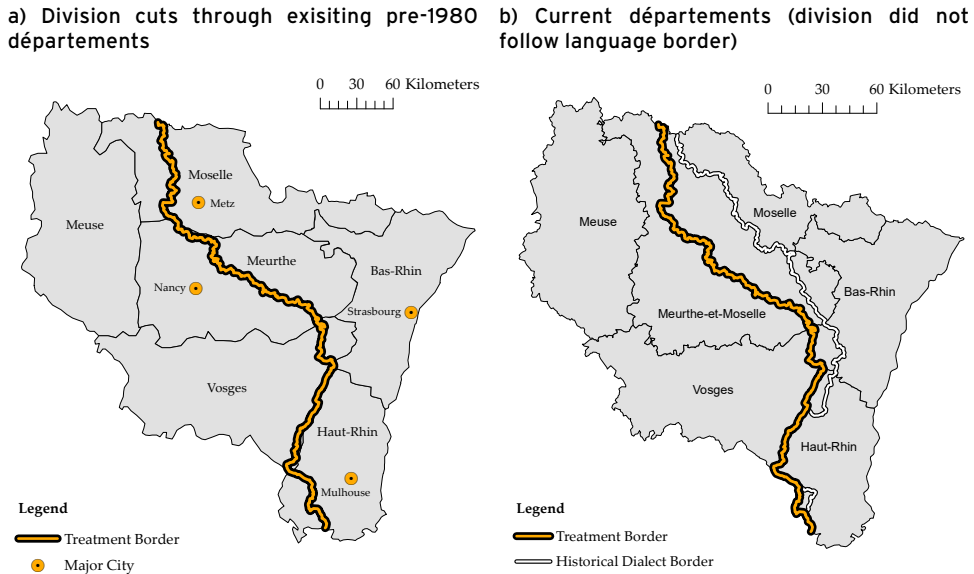 a) Division cuts through exisiting pre-1980
départements
0 30 60 Kilometers
Moselle
Metz
Meuse
Meurthe
Bas-Rhin
Nancy
Strasbourg
Vosges
Haut-Rhin
Mulhouse
Legend
Treatment Border
Major City
b) Current départements (division did not
follow language border)
0 30 60 Kilometers
Moselle
Meuse
Bas-Rhin
Meurthe-et-Moselle
Vosges
Haut-Rhin
Legend
Treatment Border
Historical Dialect Border